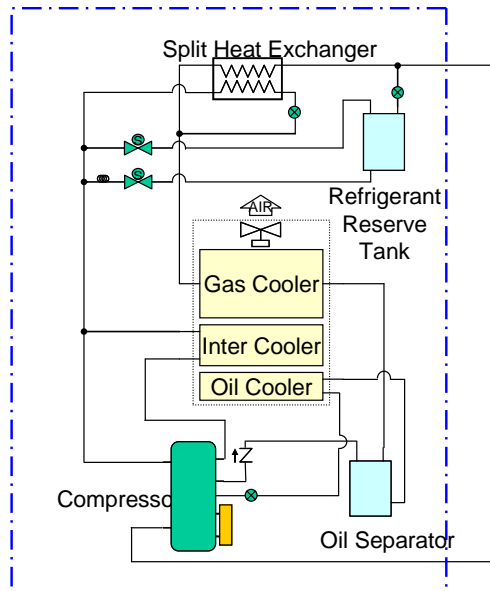 Split Heat Exchanger
S
S
Refrigerant
Reserve
Tank
AIR
Gas Cooler
Inter Cooler
Oil Cooler
Compresso
Oil Separator